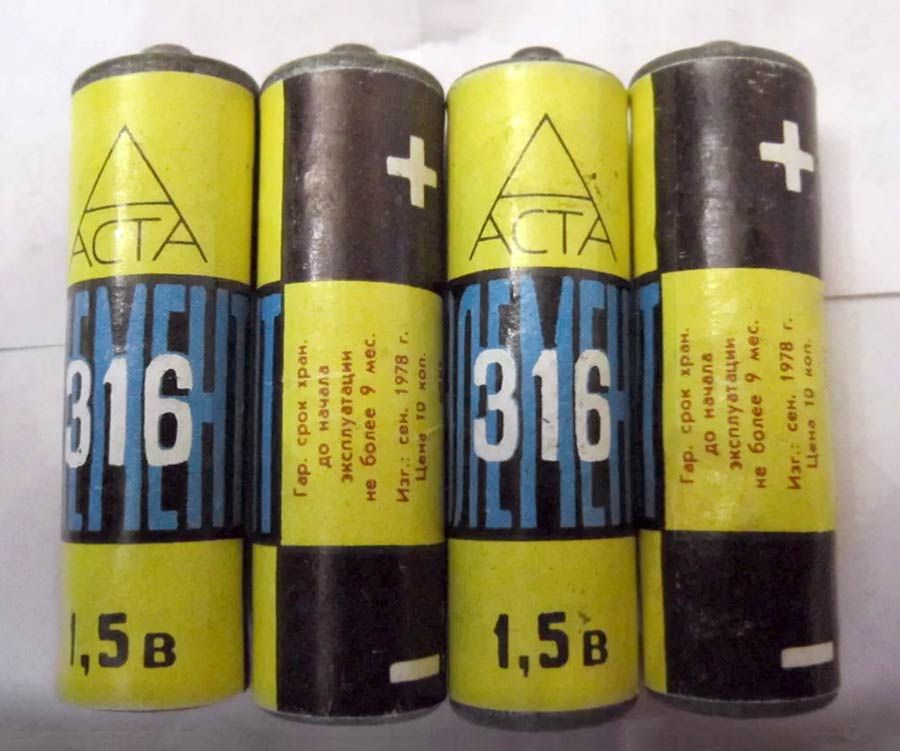 АСТА
ЭЛЕМЕНТ
316
1,5 В
+
Гар. срок хран.
до начала
эксплуатации
не более 9 мес.
Изг.: сен. 1978 г.
Цена 10 коп.
−
АСТА
ЭЛЕМЕНТ
316
1,5 В
+
Гар. срок хран.
до начала
эксплуатации
не более 9 мес.
Изг.: сен. 1978 г.
Цена 10 коп.
−